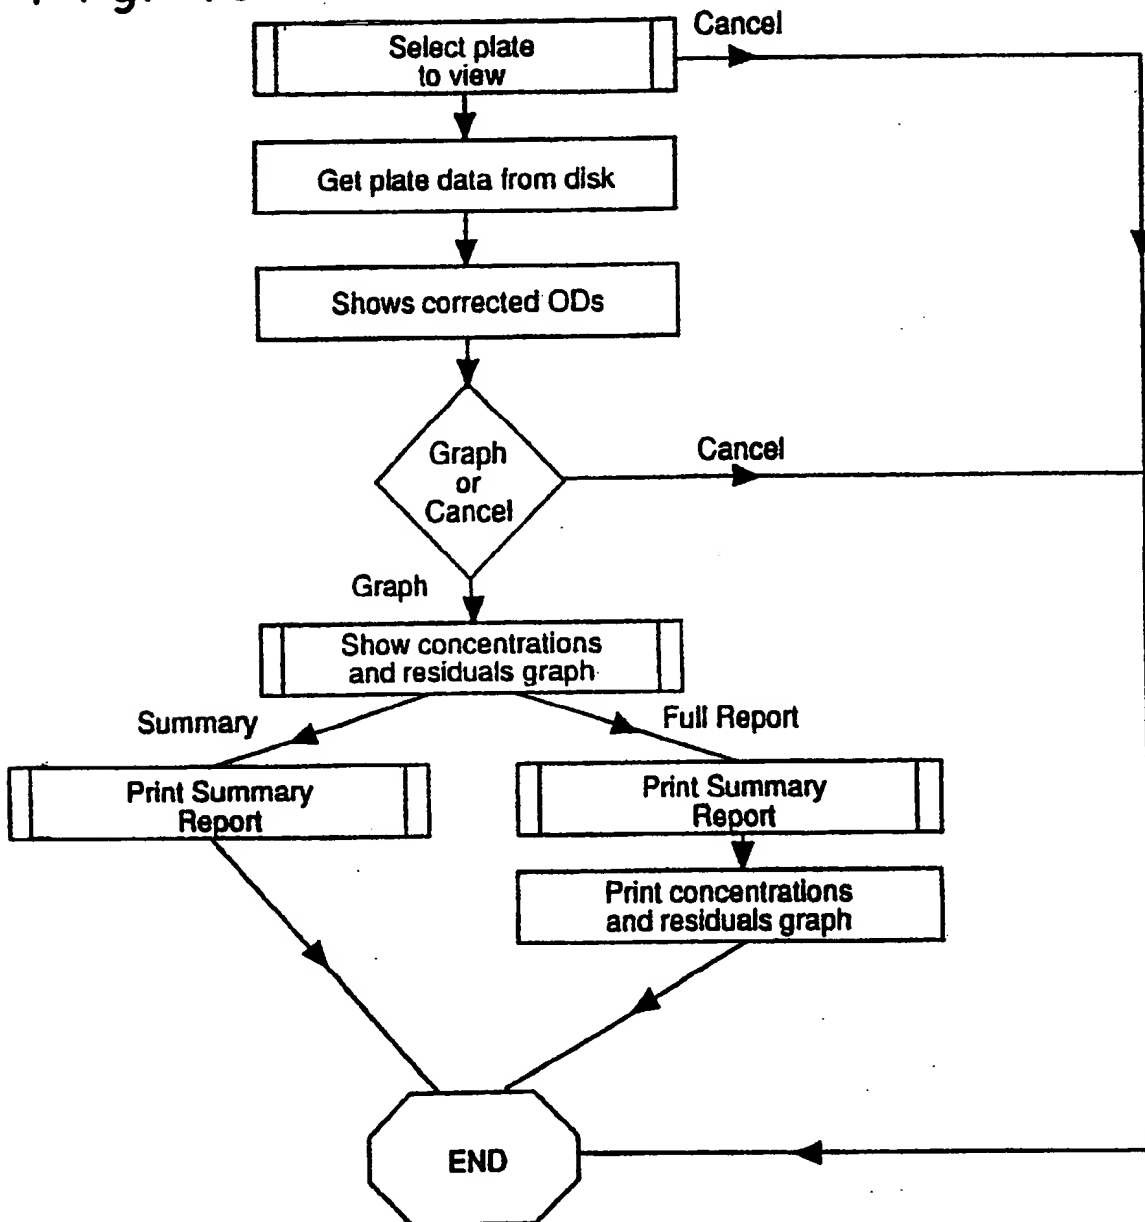 Cancel
Select plate
to view
Get plate data from disk
Shows corrected ODs
Graph
or
Cancel
Cancel
Graph
Show concentrations
and residuals graph
Summary
Full Report
Print Summary
Report
Print Summary
Report
Print concentrations
and residuals graph
END